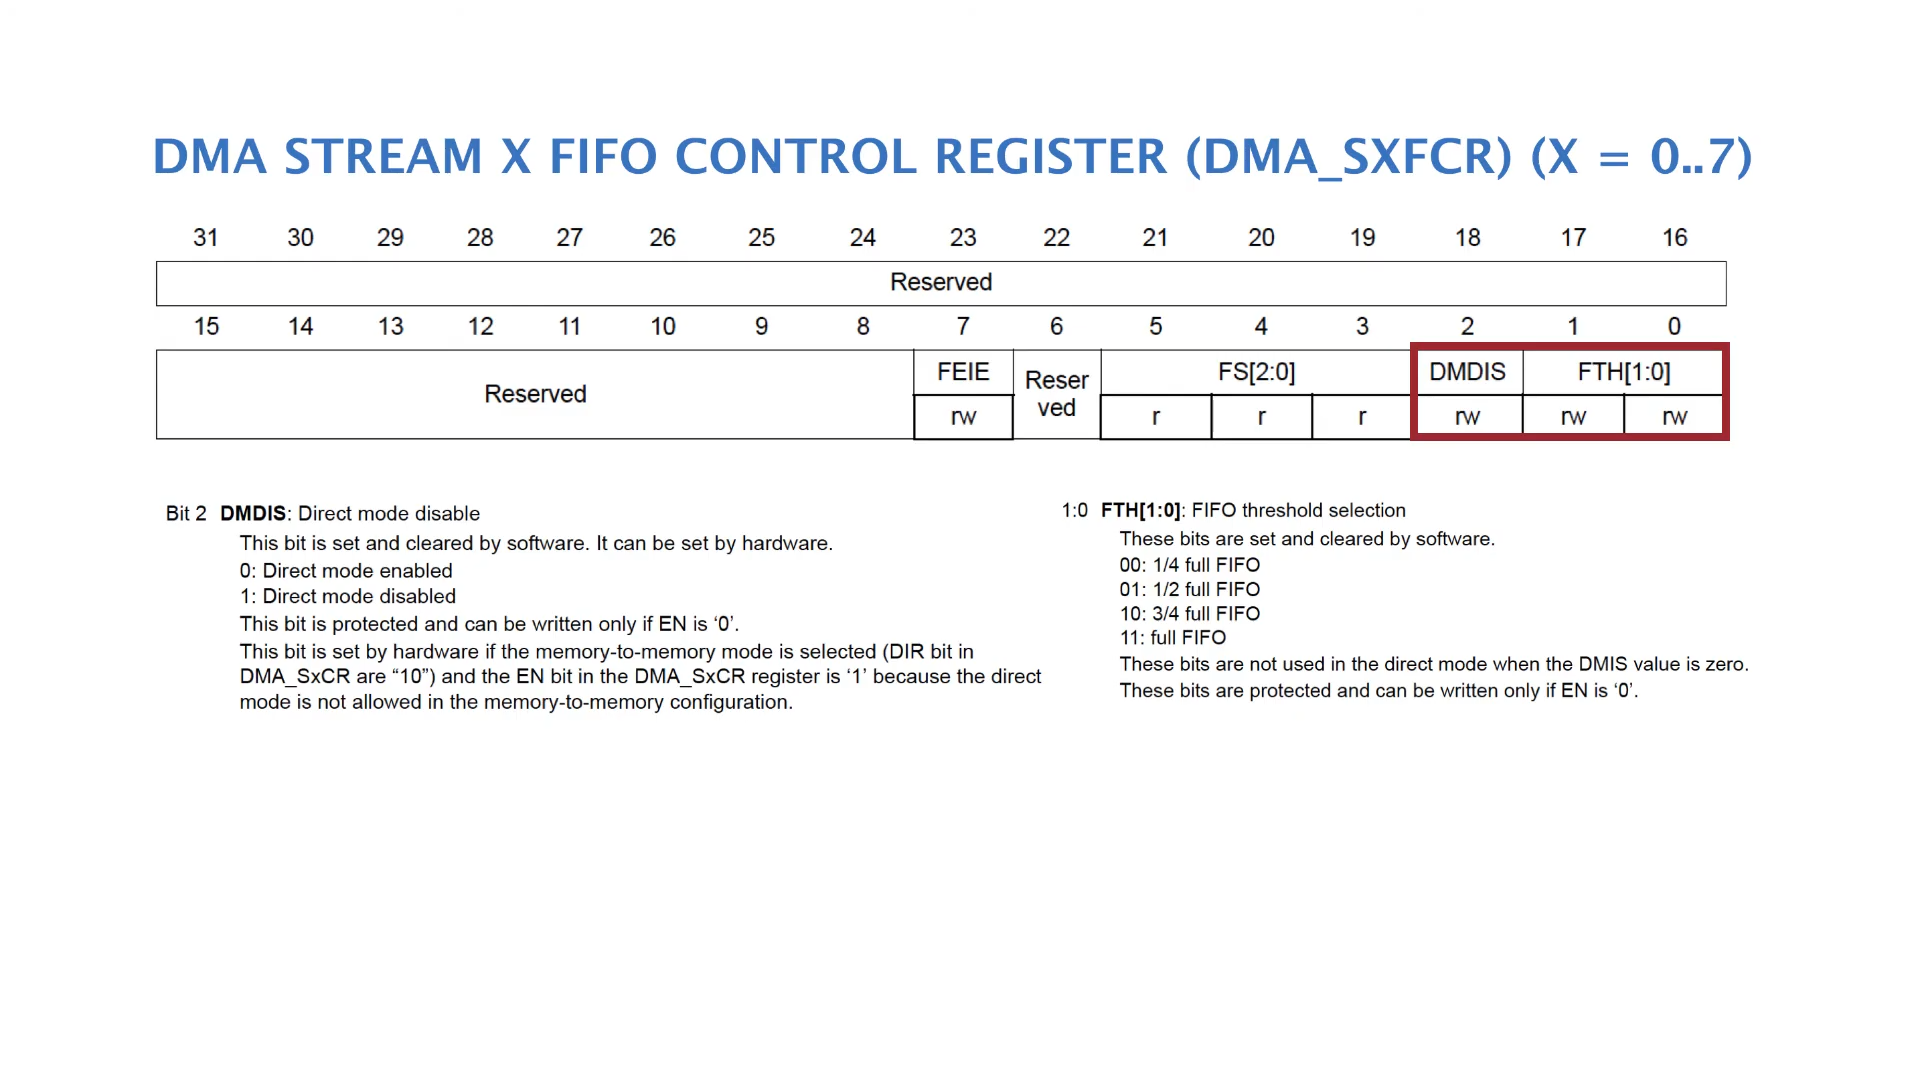 DMA STREAM X FIFO CONTROL REGISTER (DMA_SXFCR) (X = 0..7)
31 30 29 28 27 26 25 24 23 22 21 20 19 18 17 16
Reserved
15 14 13 12 11 10 9 8 7 6 5 4 3 2 1 0
Reserved FEIE Reser FS[2:0] DMDIS FTH[1:0]
rw ved r r r rw rw rw
Bit 2 DMDIS: Direct mode disable
This bit is set and cleared by software. It can be set by hardware.
0: Direct mode enabled
1: Direct mode disabled
This bit is protected and can be written only if EN is ‘0’.
This bit is set by hardware if the memory-to-memory mode is selected (DIR bit in
DMA_SxCR are “10”) and the EN bit in the DMA_SxCR register is ‘1’ because the direct
mode is not allowed in the memory-to-memory configuration.
1:0 FTH[1:0]: FIFO threshold selection
These bits are set and cleared by software.
00: 1/4 full FIFO
01: 1/2 full FIFO
10: 3/4 full FIFO
11: full FIFO
These bits are not used in the direct mode when the DMIS value is zero.
These bits are protected and can be written only if EN is ‘0’.